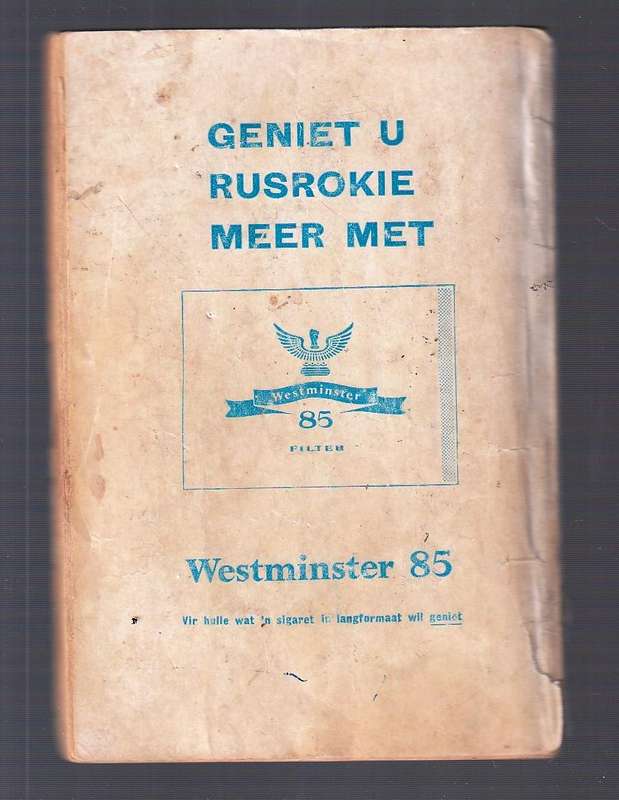 GENIET U
RUSROKIE
MEER MET
Westminster
85
FILTER
Westminster 85
Vir hulle wat 'n sigaret in langformaat wil geniet